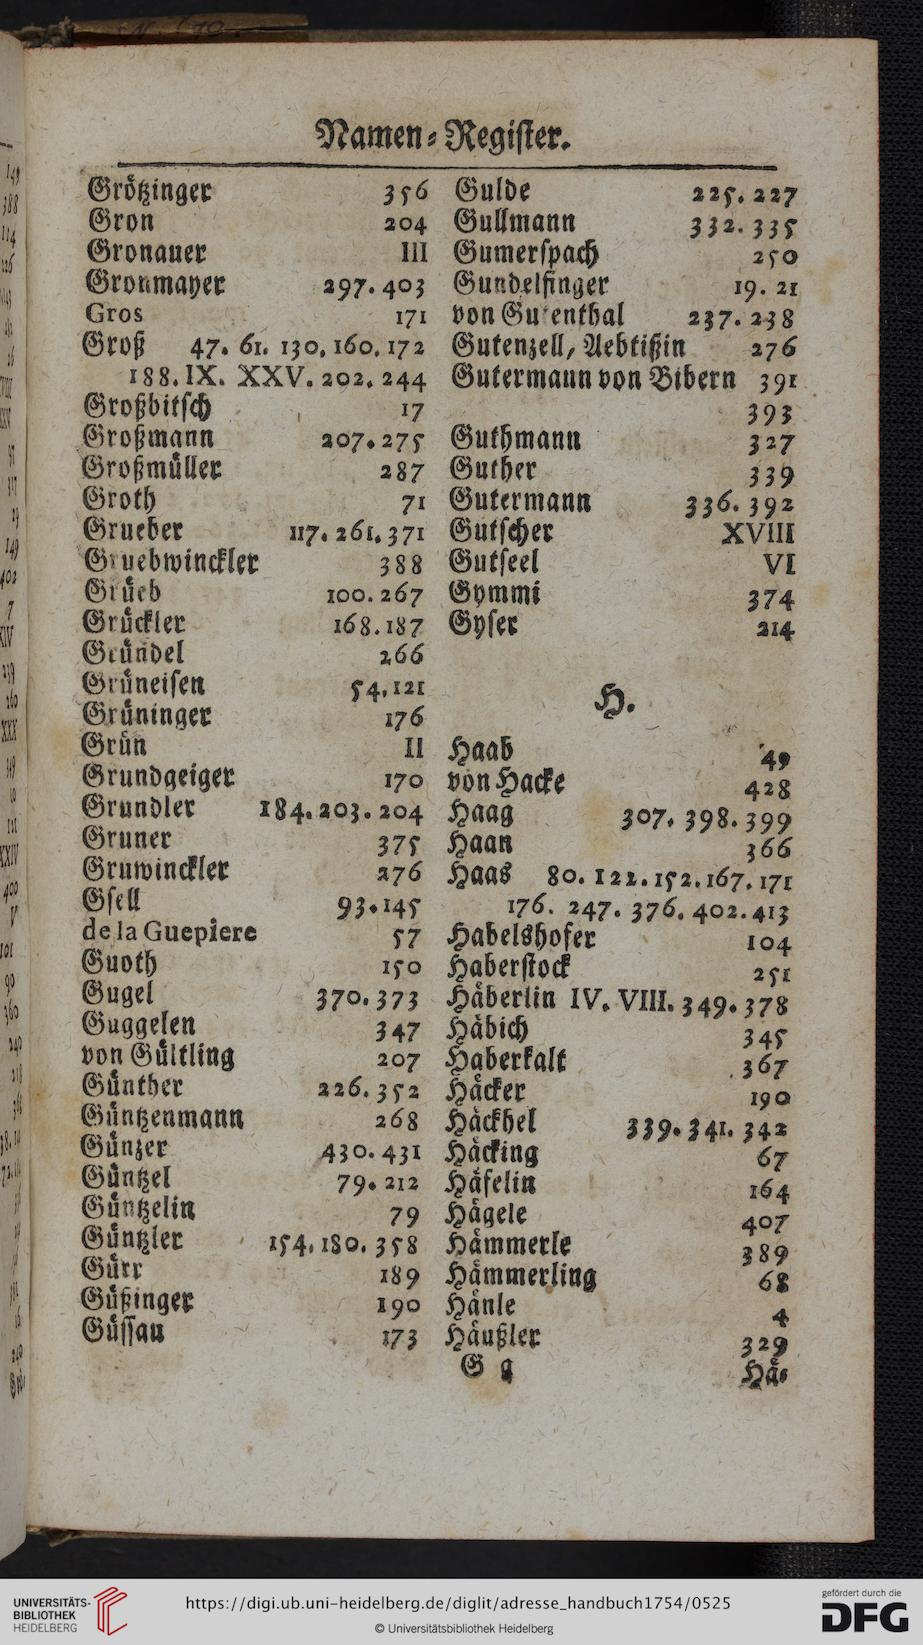 Namen-Register.
Grötzinger 356
Gron 204
Gronauer III
Gronmayer 297. 403
Gros 171
Groß 47. 61. 130. 160. 172
188. IX. XXV. 202. 244
Großbitsch 17
Großmann 207. 275
Großmüller 287
Groth 71
Grueber 117. 261. 371
Gruebwinckler 388
Grüeb 100. 267
Grückler 168. 187
Gründel 266
Grüneisen 54. 121
Grüninger 176
Grün II
Grundgeiger 170
Grundler 184. 203. 204
Gruner 375
Gruwinckler 276
Gsell 93. 145
de la Guepiere 57
Guoth 150
Gugel 370. 373
Guggelen 347
von Gültling 207
Günther 226. 352
Güntzenmann 268
Günzer 430. 431
Güntzel 79. 212
Güntzelin 79
Güntzler 154. 180. 358
Gürr 189
Güßinger 190
Güssau 173
Gulde 225. 227
Gullmann 332. 335
Gumerspach 250
Gundelfinger 19. 21
von Gutenthal 237. 238
Gutenzell, Aebtißin 276
Gutermann von Bibern 391
393
Guthmann 327
Guther 339
Gutermann 336. 392
Gutscher XVIII
Gutseel VI
Gymmi 374
Gyser 214
H.
Haab 49
von Hacke 428
Haag 307. 398. 399
Haan 366
Haas 80. 122. 152. 167. 171
176. 247. 376. 402. 413
Habelshofer 104
Haberstock 251
Häberlin IV. VIII. 349. 378
Häbich 345
Haberkalt 367
Häcker 190
Häckhel 339. 341. 342
Häcking 67
Häfelin 164
Hägele 407
Hämmerle 389
Hämmerling 68
Hänle 4
Häußler 329
G g Hä-
UNIVERSITÄTS-
BIBLIOTHEK
HEIDELBERG
https://digi.ub.uni-heidelberg.de/diglit/adresse_handbuch1754/0525
© Universitätsbibliothek Heidelberg
gefördert durch die
DFG